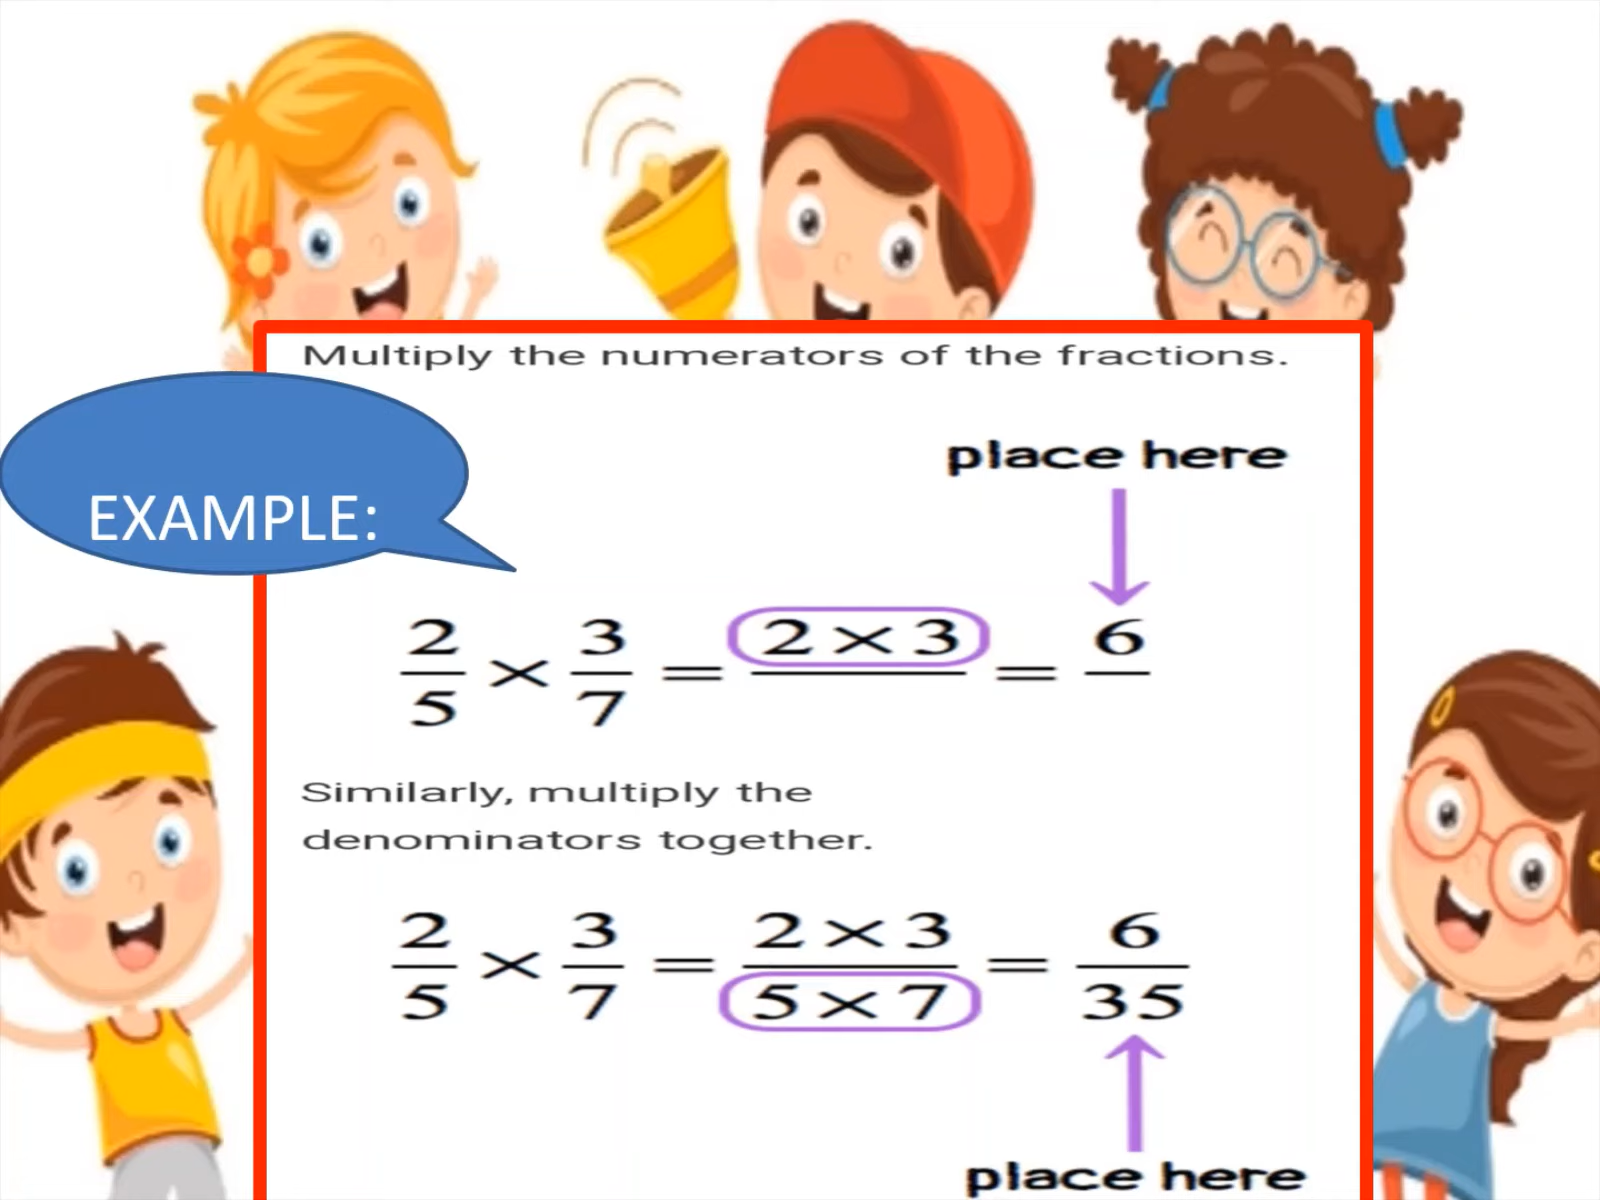 Multiply the numerators of the fractions.
place here
EXAMPLE:
2/5 × 3/7 = 2 × 3/ = 6/
Similarly, multiply the
denominators together.
2/5 × 3/7 = 2 × 3/5 × 7 = 6/35
place here